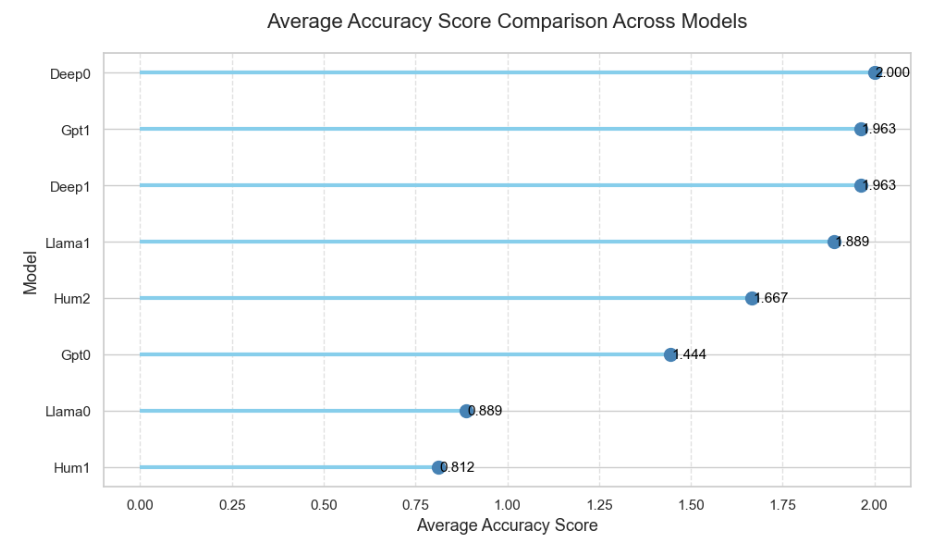 Average Accuracy Score Comparison Across Models
Model
Deep0
2.000
Gpt1
1.963
Deep1
1.963
Llama1
1.889
Hum2
1.667
Gpt0
1.444
Llama0
0.889
Hum1
0.812
0.00 0.25 0.50 0.75 1.00 1.25 1.50 1.75 2.00
Average Accuracy Score